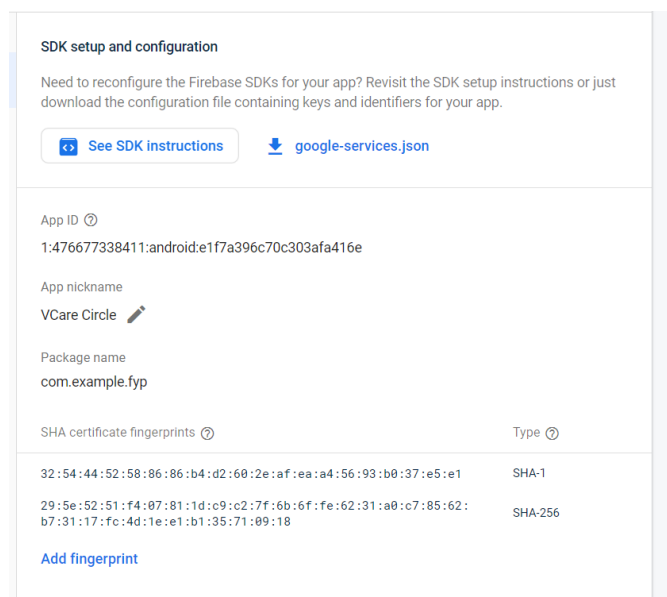 SDK setup and configuration
Need to reconfigure the Firebase SDKs for your app? Revisit the SDK setup instructions or just
download the configuration file containing keys and identifiers for your app.
See SDK instructions
google-services.json
App ID
1:476677338411:android:e1f7a396c70c303afa416e
App nickname
VCare Circle
Package name
com.example.fyp
SHA certificate fingerprints
Type
32:54:44:52:58:86:86:b4:d2:60:2e:af:ea:a4:56:93:b0:37:e5:e1
SHA-1
29:5e:52:51:f4:07:81:1d:c9:c2:7f:6b:6f:fe:62:31:a0:c7:85:62:
b7:31:17:fc:4d:1e:e1:b1:35:71:09:18
SHA-256
Add fingerprint